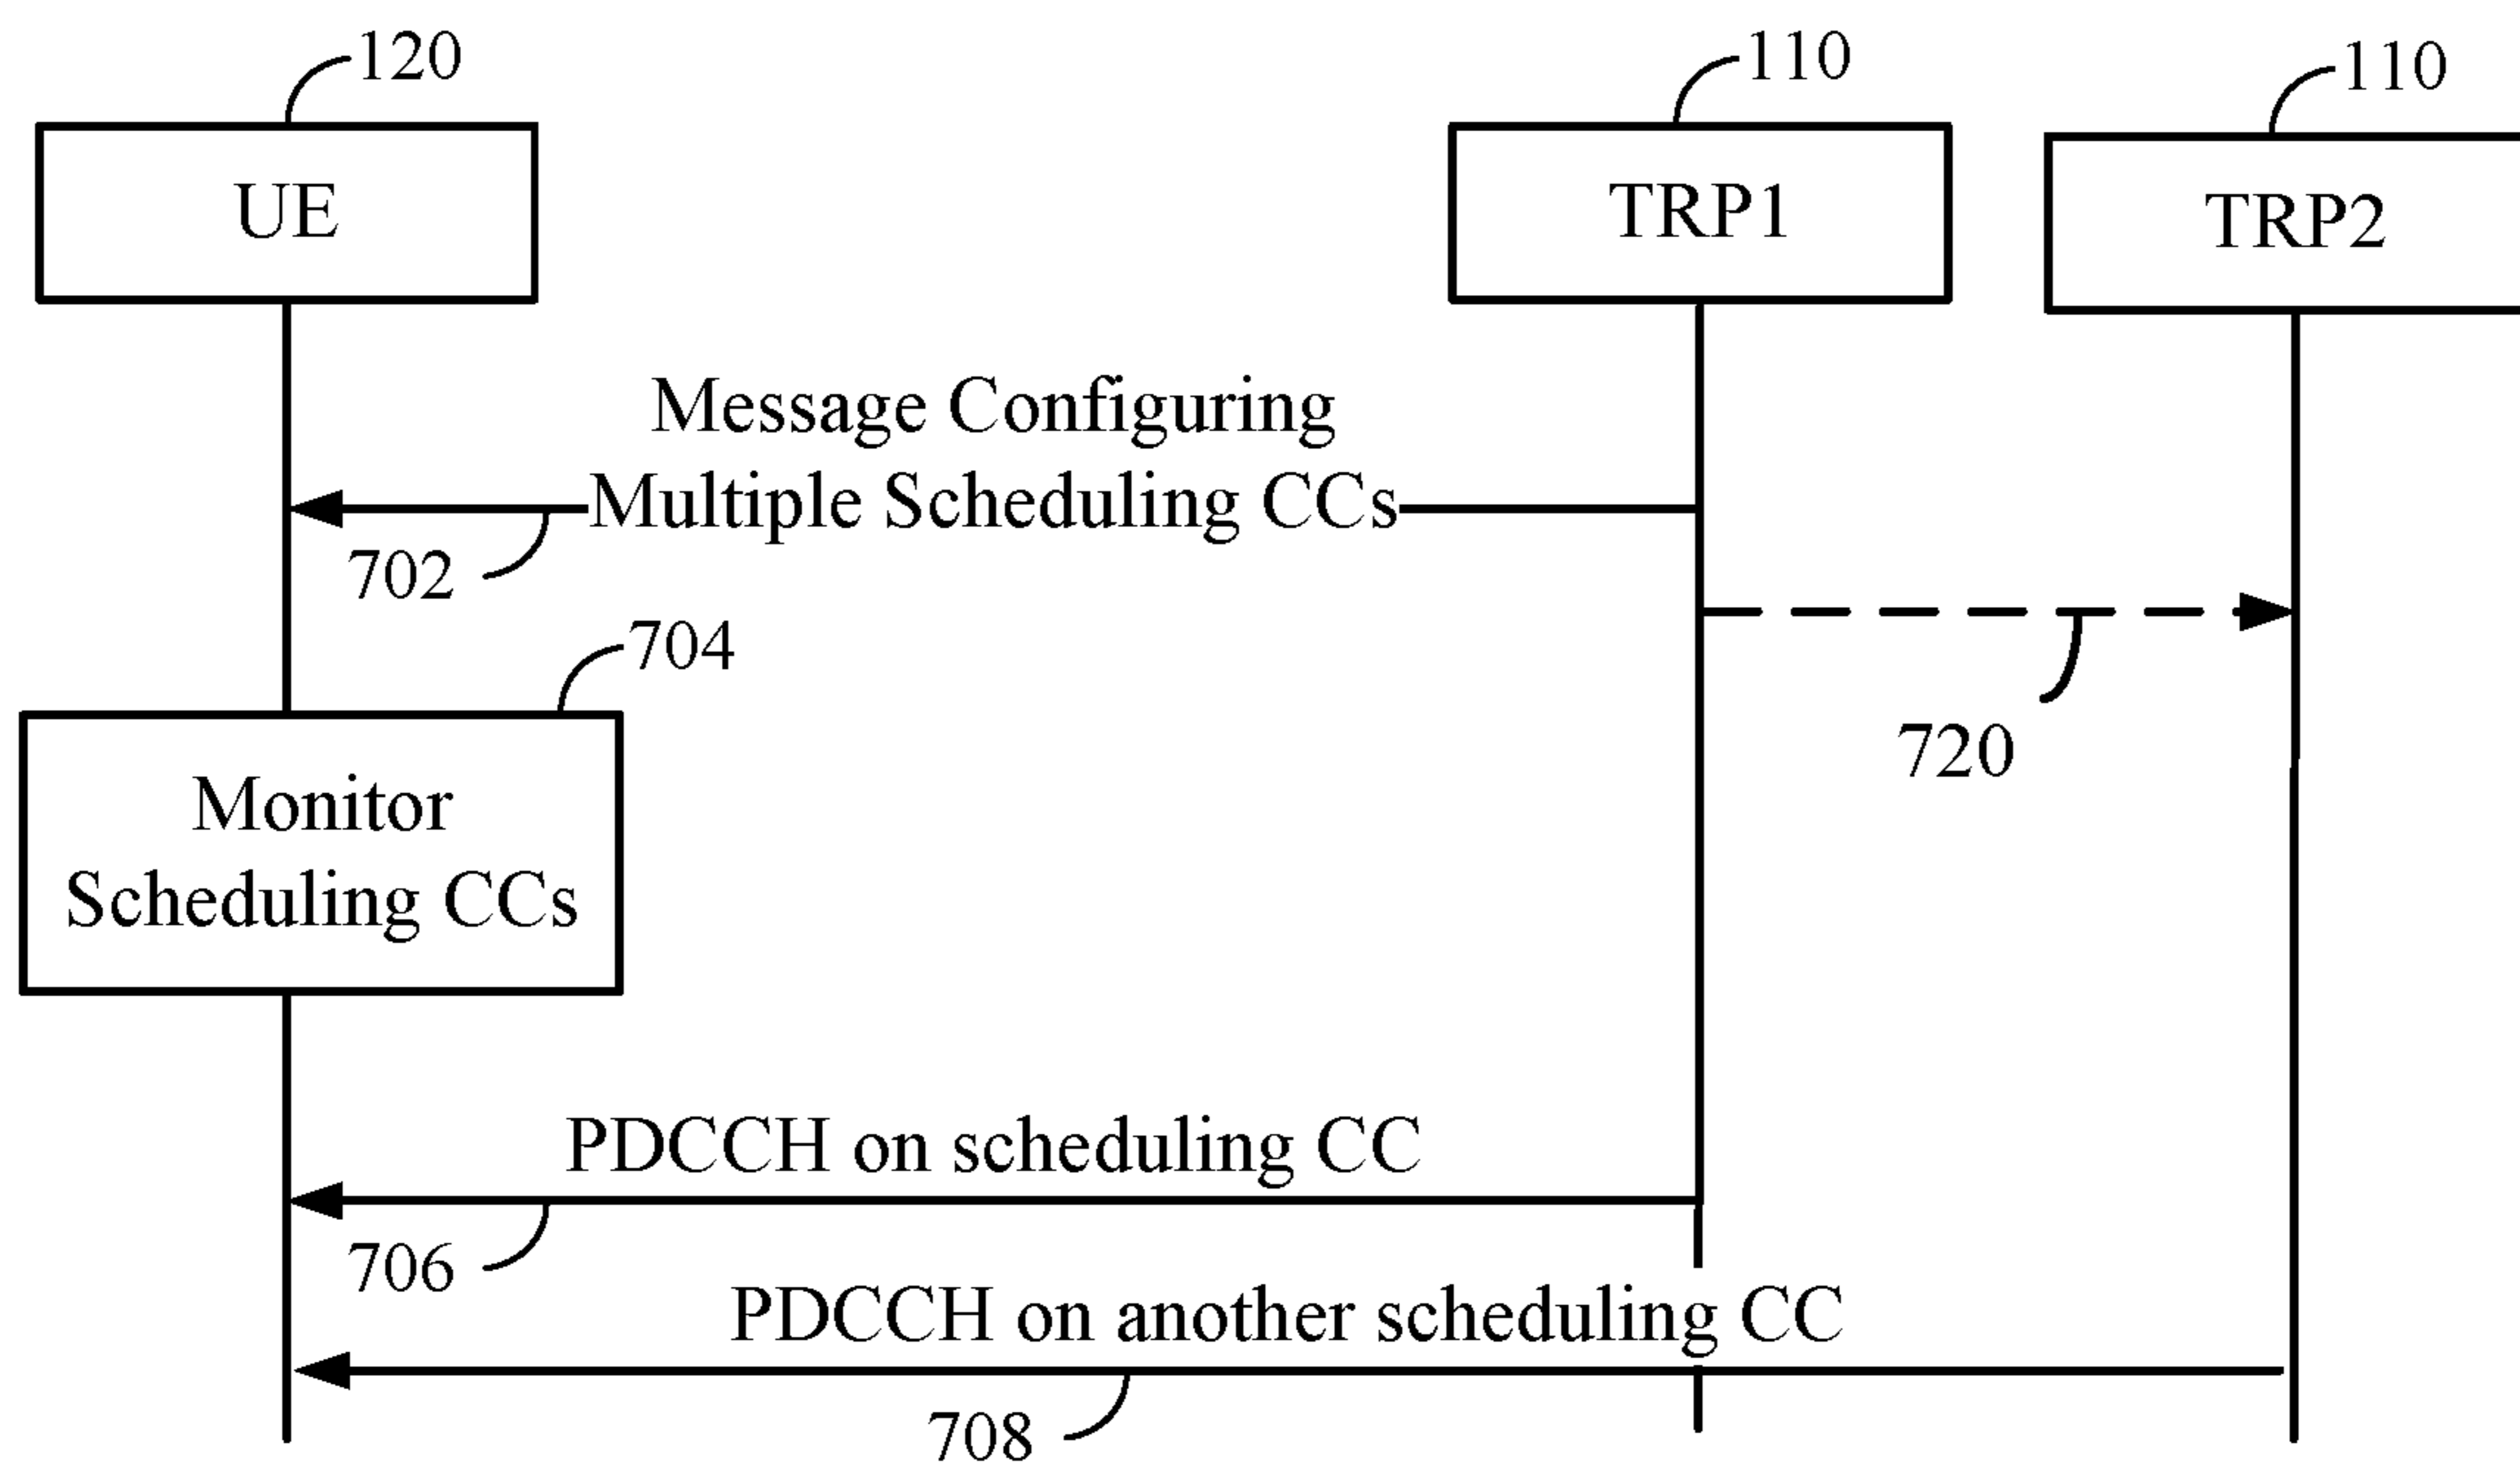 120
110
110
UE
TRP1
TRP2
Message Configuring
Multiple Scheduling CCs
702
704
720
Monitor
Scheduling CCs
PDCCH on scheduling CC
706
PDCCH on another scheduling CC
708